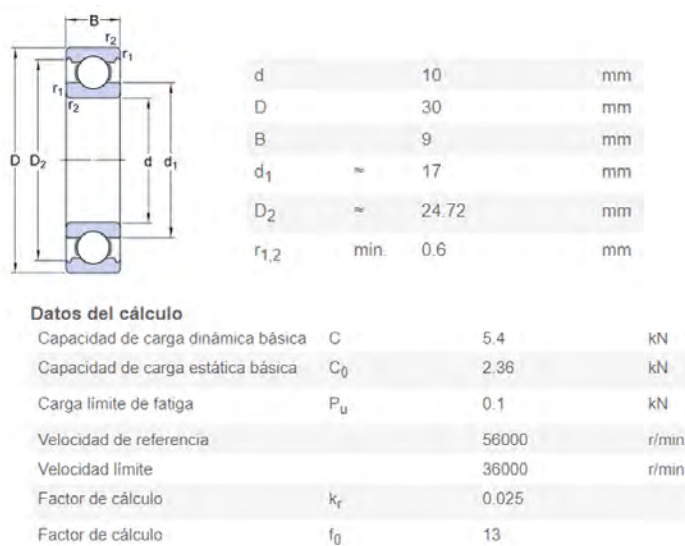 B
r2
r1
r1
r2
D D2 d d1
d 10 mm
D 30 mm
B 9 mm
d1 ≈ 17 mm
D2 ≈ 24.72 mm
r1,2 min. 0.6 mm
Datos del cálculo
Capacidad de carga dinámica básica C 5.4 kN
Capacidad de carga estática básica C0 2.36 kN
Carga límite de fatiga Pu 0.1 kN
Velocidad de referencia 56000 r/min
Velocidad límite 36000 r/min
Factor de cálculo kr 0.025
Factor de cálculo f0 13